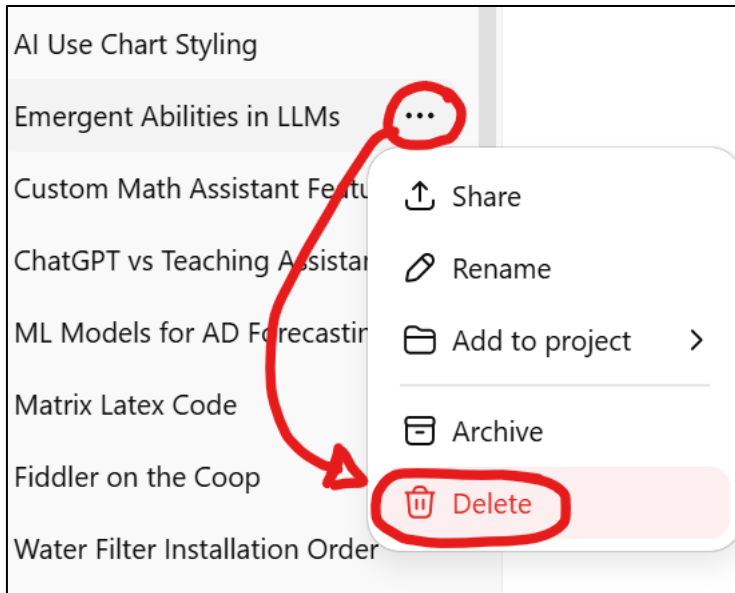 AI Use Chart Styling
Emergent Abilities in LLMs
Custom Math Assistant Featu
ChatGPT vs Teaching Assistan
ML Models for AD Forecastin
Matrix Latex Code
Fiddler on the Coop
Water Filter Installation Order
Share
Rename
Add to project
Archive
Delete